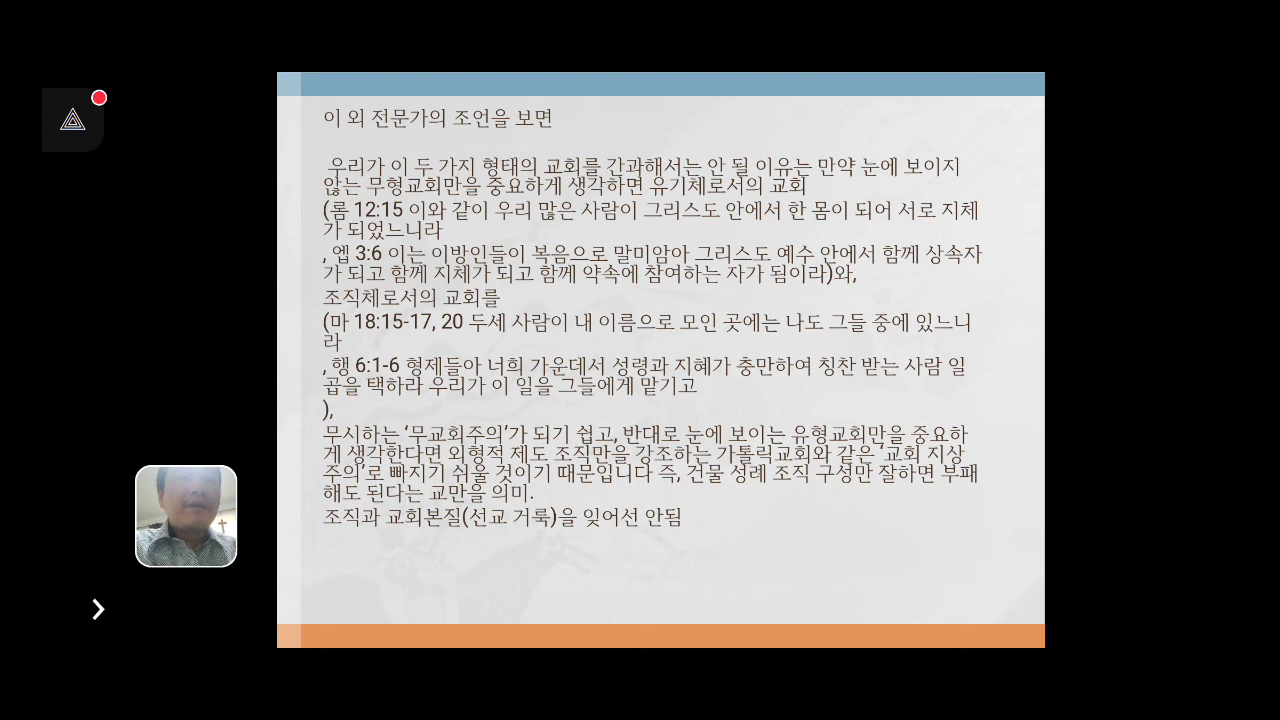 이 외 전문가의 조언을 보면
우리가 이 두 가지 형태의 교회를 간과해서는 안 될 이유는 만약 눈에 보이지
않는 무형교회만을 중요하게 생각하면 유기체로서의 교회
(롬 12:15 이와 같이 우리 많은 사람이 그리스도 안에서 한 몸이 되어 서로 지체
가 되었느니라
, 엡 3:6 이는 이방인들이 복음으로 말미암아 그리스도 예수 안에서 함께 상속자
가 되고 함께 지체가 되고 함께 약속에 참여하는 자가 됨이라)와,
조직체로서의 교회를
(마 18:15-17, 20 두세 사람이 내 이름으로 모인 곳에는 나도 그들 중에 있느니
라
, 행 6:1-6 형제들아 너희 가운데서 성령과 지혜가 충만하여 칭찬 받는 사람 일
곱을 택하라 우리가 이 일을 그들에게 맡기고
),
무시하는 ‘무교회주의’가 되기 쉽고, 반대로 눈에 보이는 유형교회만을 중요하
게 생각한다면 외형적 제도 조직만을 강조하는 가톨릭교회와 같은 ‘교회 지상
주의’로 빠지기 쉬울 것이기 때문입니다 즉, 건물 성례 조직 구성만 잘하면 부패
해도 된다는 교만을 의미.
조직과 교회본질(선교 거룩)을 잊어선 안됨